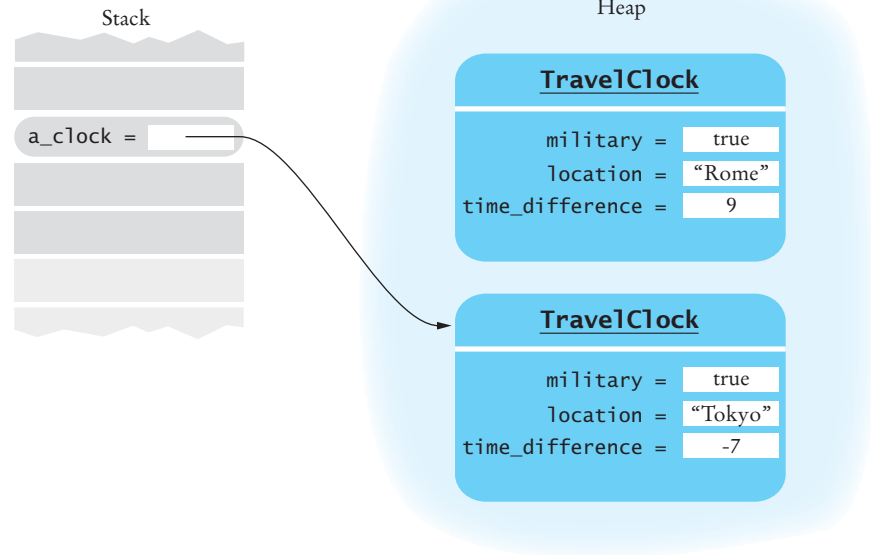 Stack
Heap
a_clock =
TravelClock
military = true
location = “Rome”
time_difference = 9
TravelClock
military = true
location = “Tokyo”
time_difference = -7